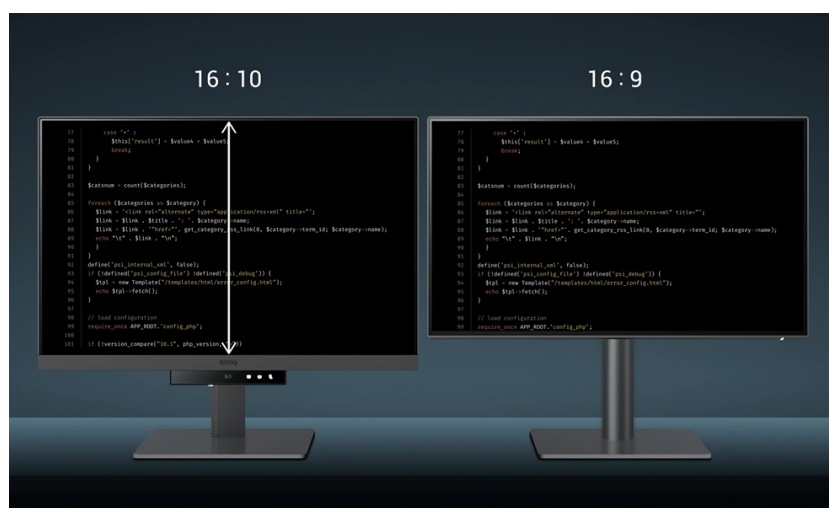 16:10
77 case '+' :
78 $this['result'] = $value4 + $value5;
79 break;
80 }
81 }
82
83 $catsnum = count($categories);
84
85 foreach ($categories as $category) {
86 $link = '<link rel="alternate" type="application/rss+xml" title="';
87 $link = $link . $title . ': '. $category->name;
88 $link = $link . '"href="'. get_category_rss_link(0, $category->term_id; $category->name);
89 echo "\t" . $link . "\n";
90 }
91 }
92 define('psi_internal_xml', false);
93 if (!defined('psi_config_file') !defined('psi_debug')) {
94 $tpl = new Template("/templates/html/error_config.html");
95 echo $tpl->fetch();
96 }
97
98 // load configuration
99 require_once APP_ROOT.'config_php';
100
101 if (!version_compare("30.3", php_version,
BenQ
16:9
77 case '+' :
78 $this['result'] = $value4 + $value5;
79 break;
80 }
81 }
82
83 $catsnum = count($categories);
84
85 foreach ($categories as $category) {
86 $link = '<link rel="alternate" type="application/rss+xml" title="';
87 $link = $link . $title . ': '. $category->name;
88 $link = $link . '"href="'. get_category_rss_link(0, $category->term_id; $category->name);
89 echo "\t" . $link . "\n";
90 }
91 }
92 define('psi_internal_xml', false);
93 if (!defined('psi_config_file') !defined('psi_debug')) {
94 $tpl = new Template("/templates/html/error_config.html");
95 echo $tpl->fetch();
96 }
97
98 // load configuration
99 require_once APP_ROOT.'config_php';